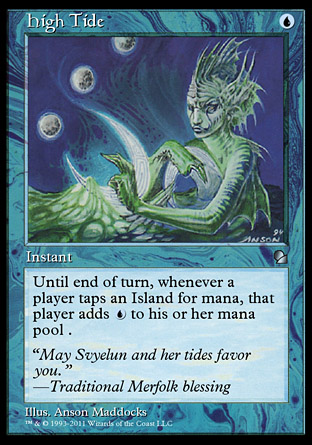 High Tide
ANSON 94
Instant
Until end of turn, whenever a
player taps an Island for mana, that
player adds to his or her mana
pool .
“May Svyelun and her tides favor
you.”
—Traditional Merfolk blessing
Illus. Anson Maddocks
™ & © 1993-2011 Wizards of the Coast LLC